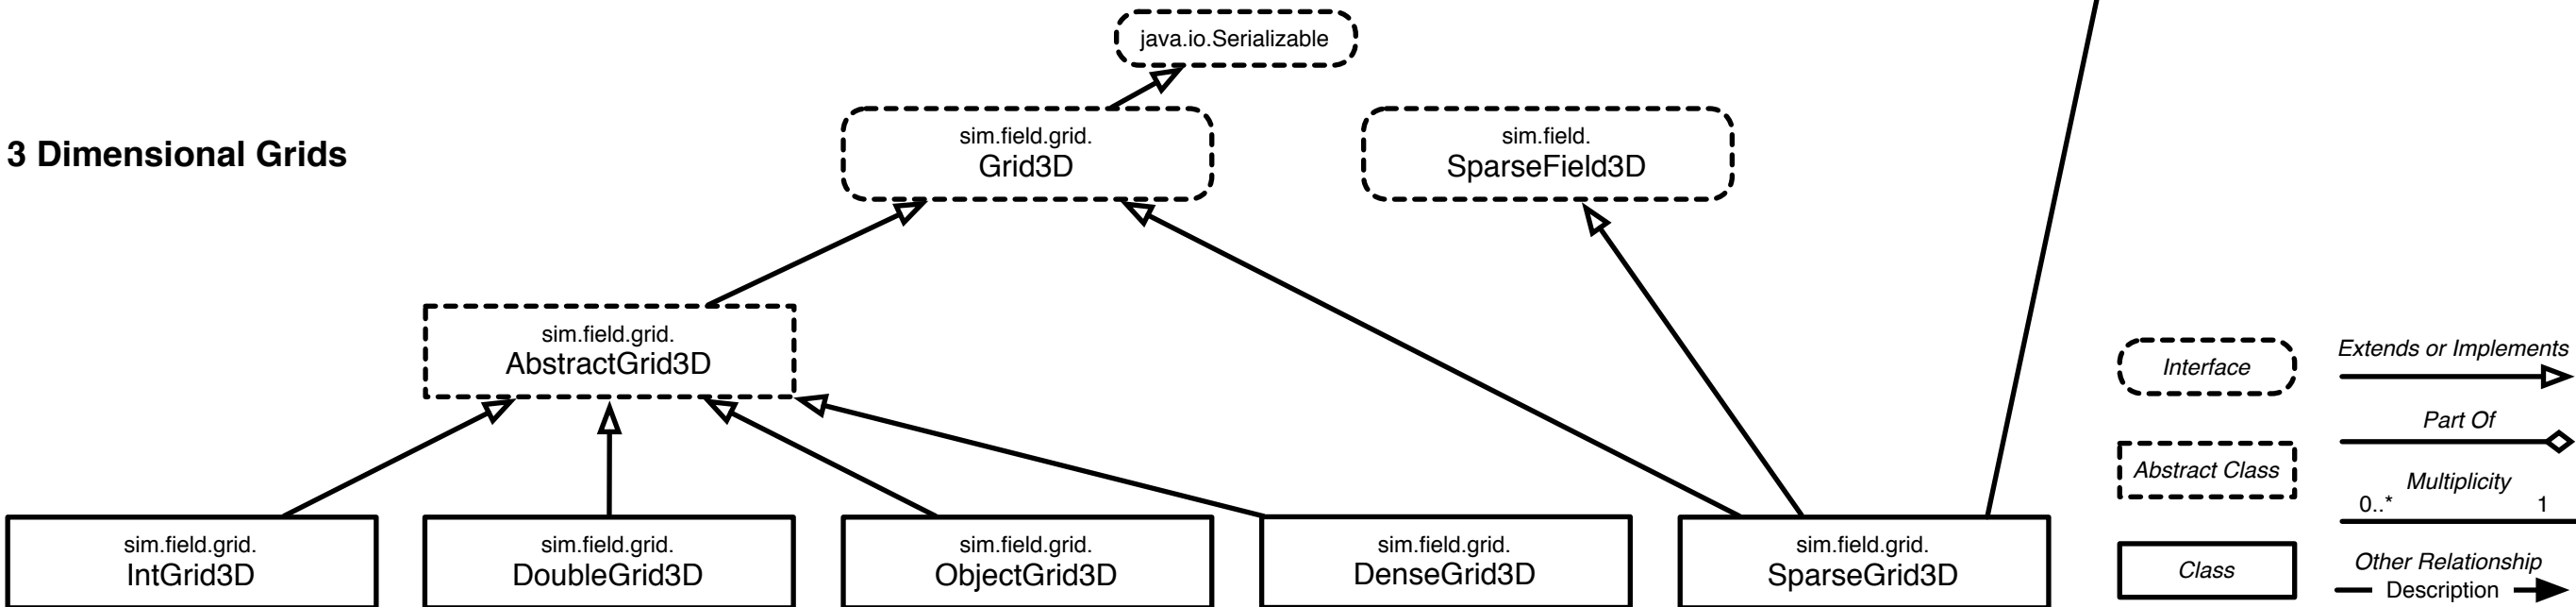 java.io.Serializable
3 Dimensional Grids
sim.field.grid.
Grid3D
sim.field.
SparseField3D
sim.field.grid.
AbstractGrid3D
sim.field.grid.
IntGrid3D
sim.field.grid.
DoubleGrid3D
sim.field.grid.
ObjectGrid3D
sim.field.grid.
DenseGrid3D
sim.field.grid.
SparseGrid3D
Interface
Abstract Class
Class
Extends or Implements
Part Of
Multiplicity
0..* 1
Other Relationship
Description